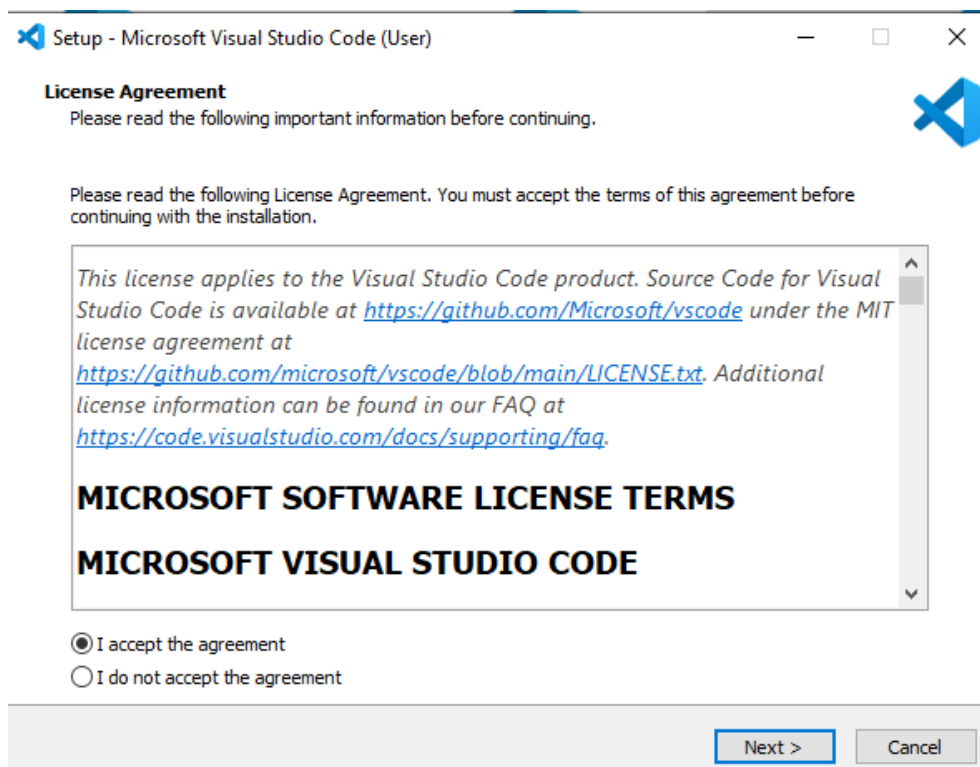 Setup - Microsoft Visual Studio Code (User)
License Agreement
Please read the following important information before continuing.
Please read the following License Agreement. You must accept the terms of this agreement before
continuing with the installation.
This license applies to the Visual Studio Code product. Source Code for Visual
Studio Code is available at https://github.com/Microsoft/vscode under the MIT
license agreement at
https://github.com/microsoft/vscode/blob/main/LICENSE.txt. Additional
license information can be found in our FAQ at
https://code.visualstudio.com/docs/supporting/faq.
MICROSOFT SOFTWARE LICENSE TERMS
MICROSOFT VISUAL STUDIO CODE
I accept the agreement
I do not accept the agreement
Next >
Cancel